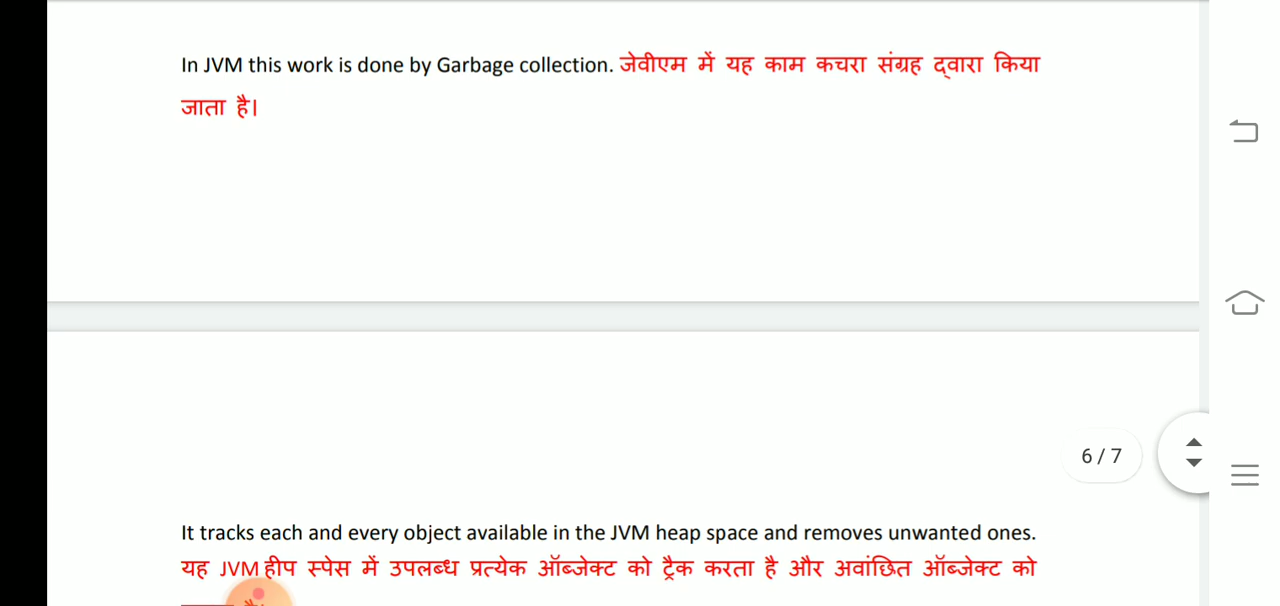 In JVM this work is done by Garbage collection. जेवीएम में यह काम कचरा संग्रह द्वारा किया
जाता है।
6 / 7
It tracks each and every object available in the JVM heap space and removes unwanted ones.
यह JVM हीप स्पेस में उपलब्ध प्रत्येक ऑब्जेक्ट को ट्रैक करता है और अवांछित ऑब्जेक्ट को